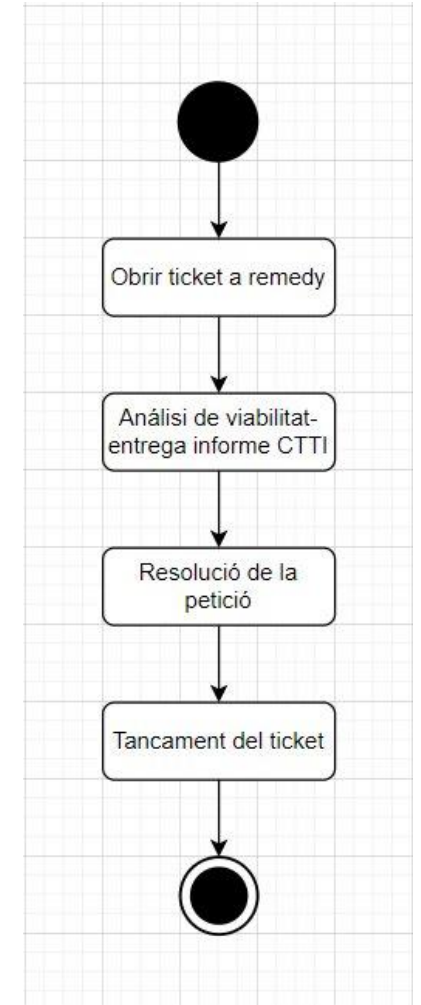 Obrir ticket a remedy
Análisi de viabilitat-
entrega informe CTTI
Resolució de la
petició
Tancament del ticket